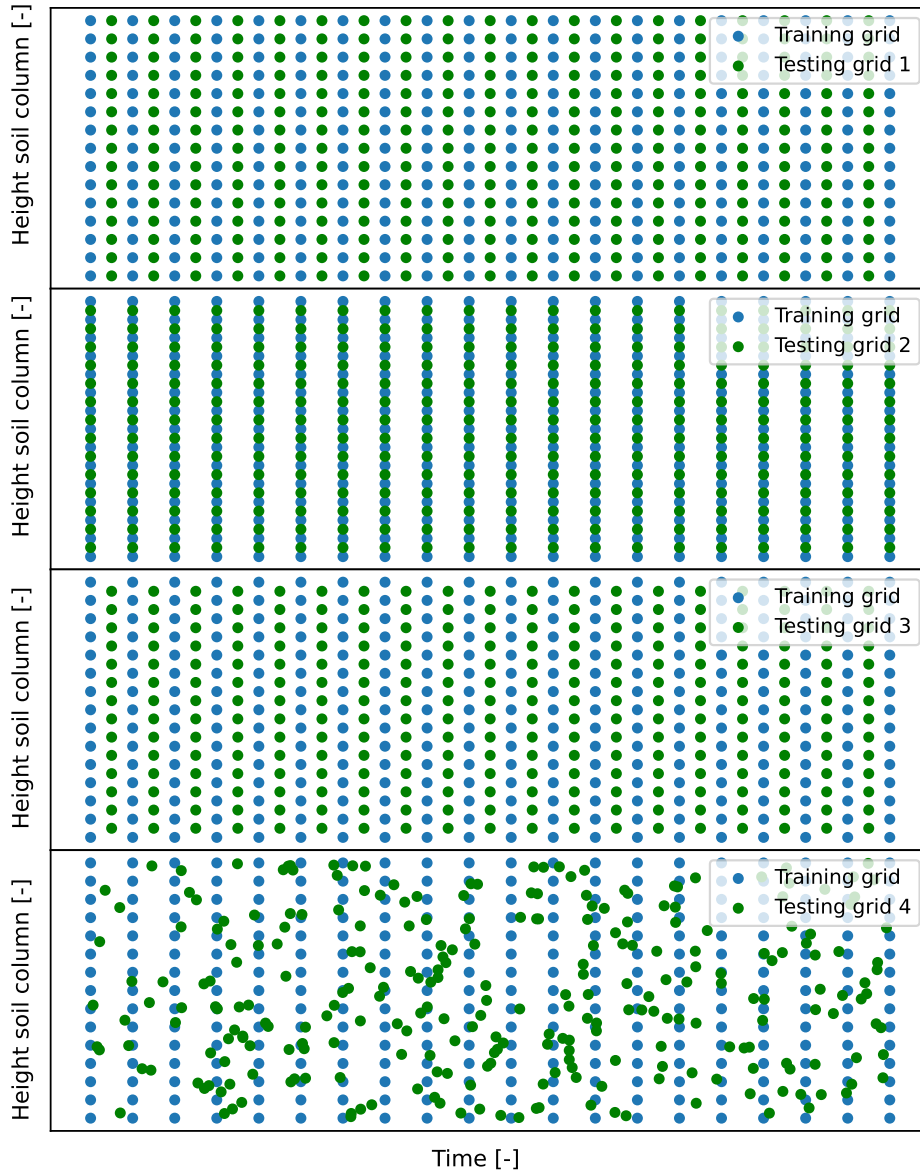 Height soil column [-]
Training grid
Testing grid 1
Height soil column [-]
Training grid
Testing grid 2
Height soil column [-]
Training grid
Testing grid 3
Height soil column [-]
Training grid
Testing grid 4
Time [-]